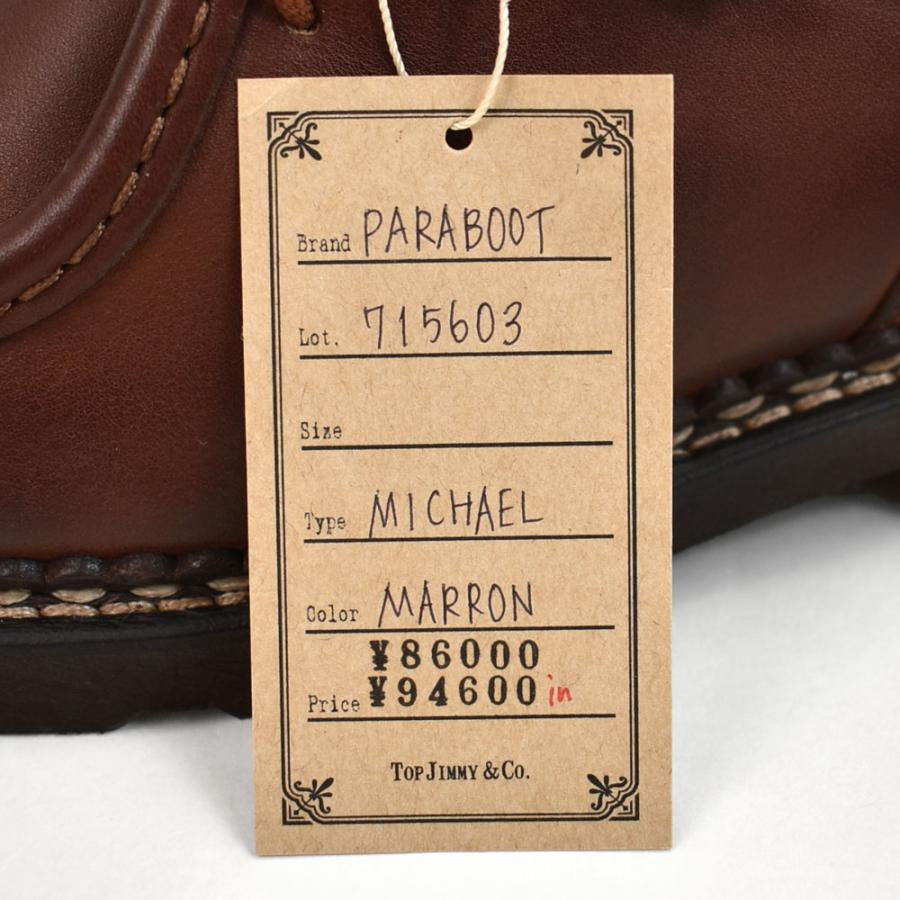 Brand PARABOOT
Lot. 715603
Size
Type MICHAEL
Color MARRON
¥86000
Price ¥94600 in
TOP JIMMY & CO.